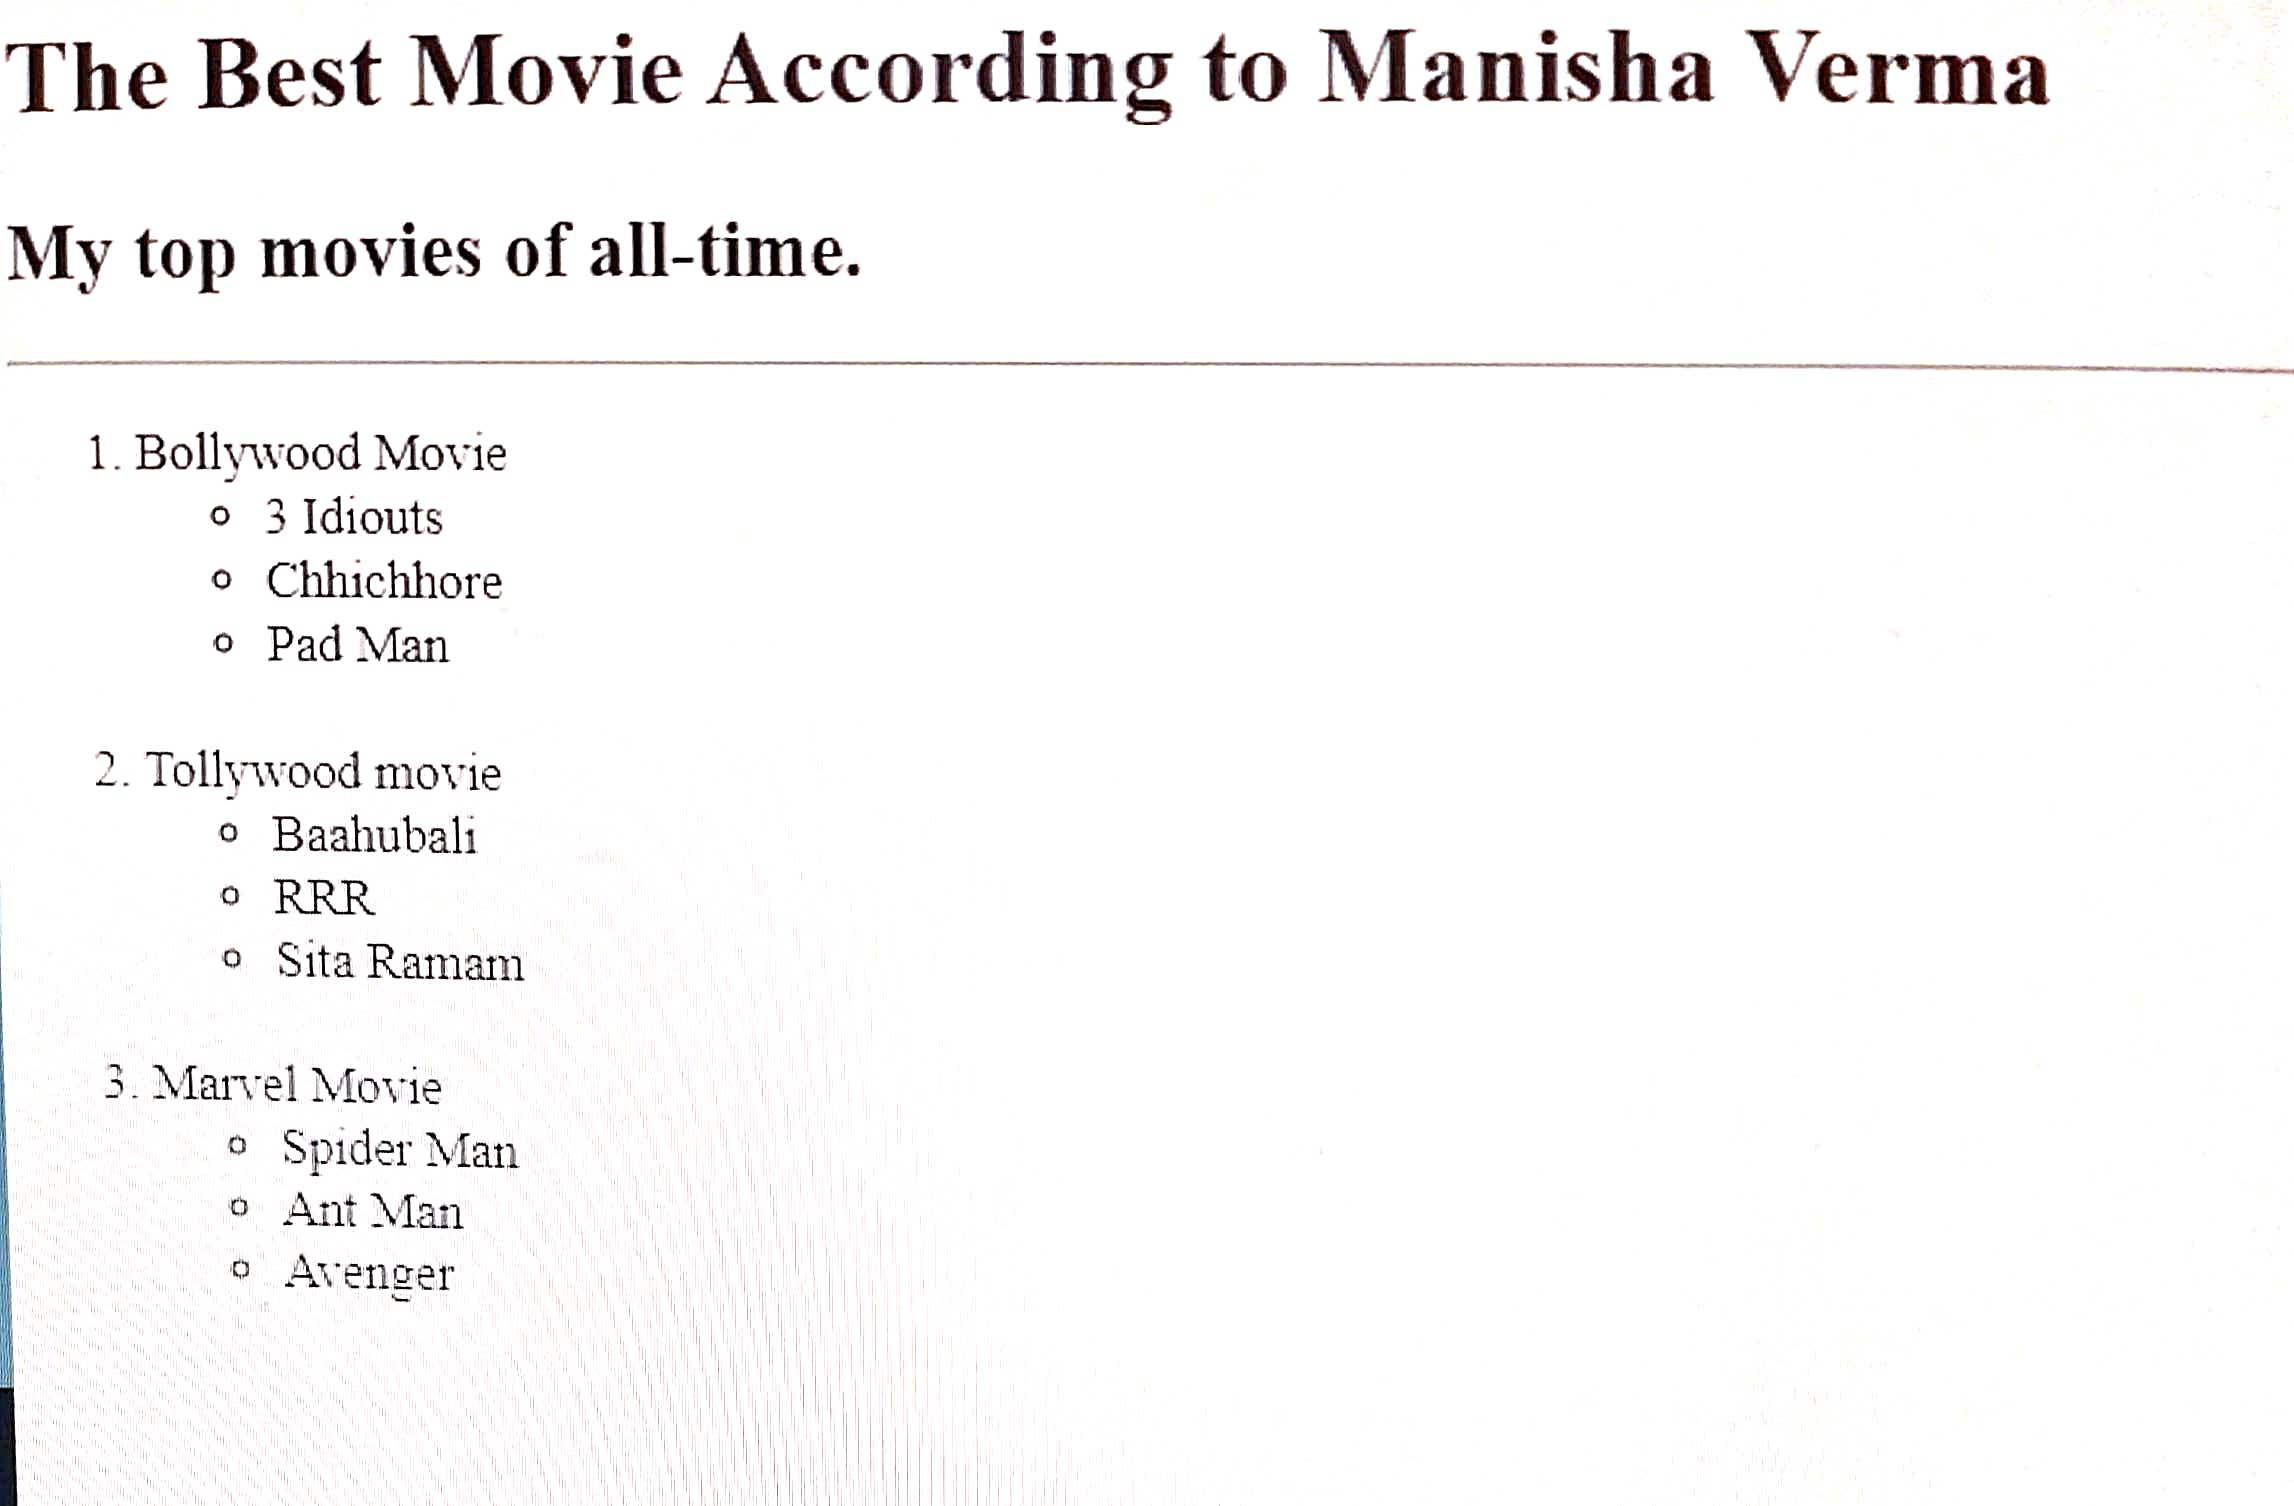 The Best Movie According to Manisha Verma
My top movies of all-time.
1. Bollywood Movie
o 3 Idiouts
o Chhichhore
o Pad Man
2. Tollywood movie
o Baahubali
o RRR
o Sita Ramam
3. Marvel Movie
o Spider Man
o Ant Man
o Avenger